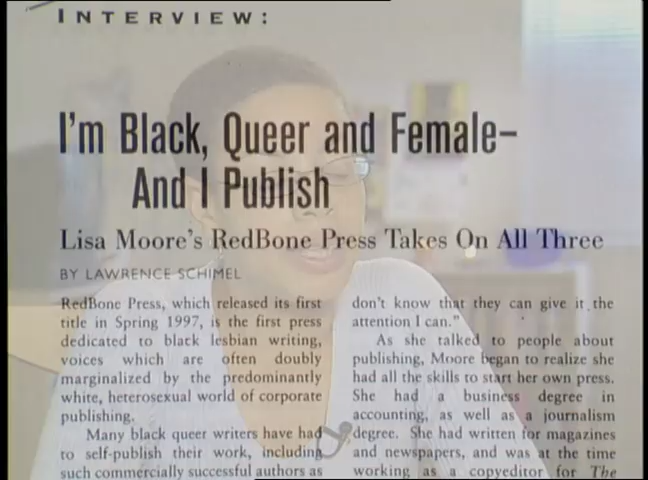 INTERVIEW:
I'm Black, Queer and Female–
And I Publish
Lisa Moore's RedBone Press Takes On All Three
BY LAWRENCE SCHIMEL
RedBone Press, which released its first
title in Spring 1997, is the first press
dedicated to black lesbian writing,
voices which are often doubly
marginalized by the predominantly
white, heterosexual world of corporate
publishing.
Many black queer writers have had
to self-publish their work, including
such commercially successful authors as
don't know that they can give it the
attention I can."
As she talked to people about
publishing, Moore began to realize she
had all the skills to start her own press.
She had a business degree in
accounting, as well as a journalism
degree. She had written for magazines
and newspapers, and was at the time
working as a copyeditor for The